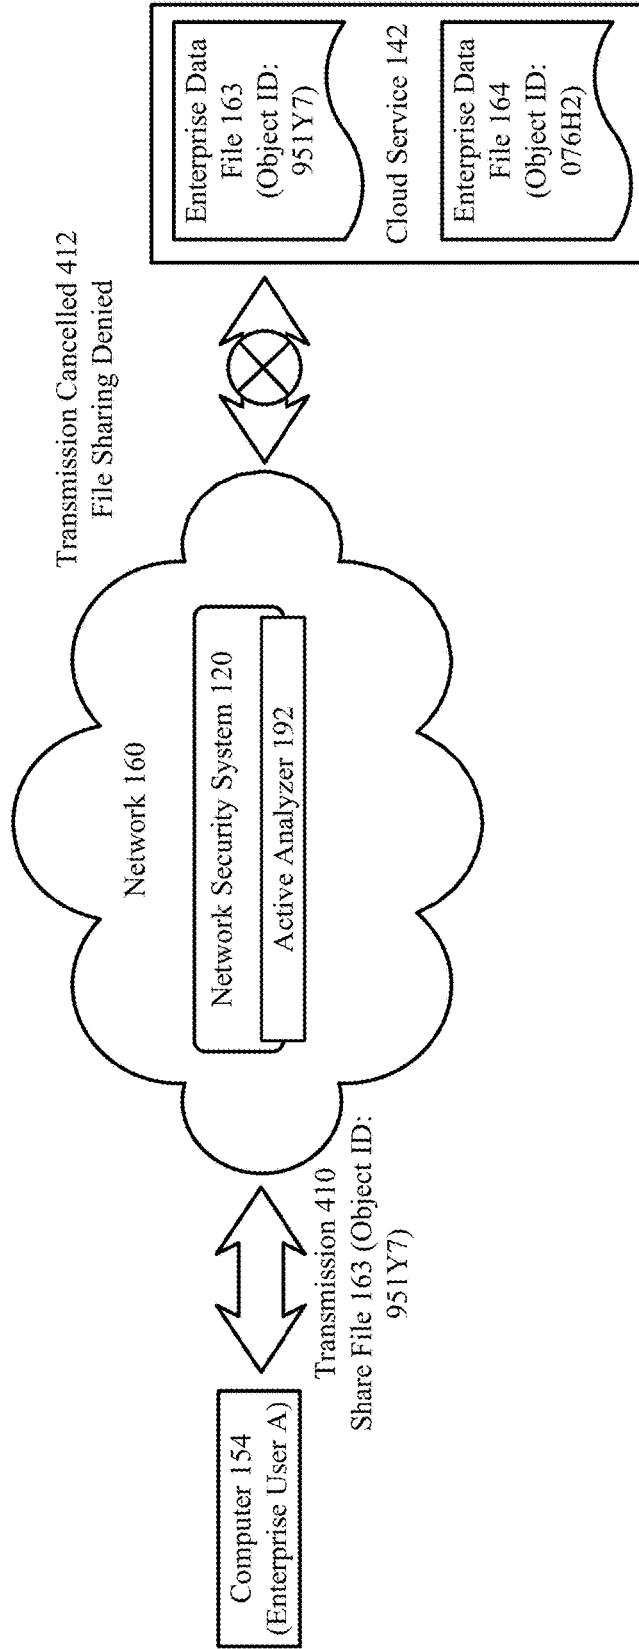 Computer 154
(Enterprise User A)
Transmission 410
Share File 163 (Object ID:
951Y7)
Network 160
Network Security System 120
Active Analyzer 192
Transmission Cancelled 412
File Sharing Denied
Enterprise Data
File 163
(Object ID:
951Y7)
Cloud Service 142
Enterprise Data
File 164
(Object ID:
076H2)